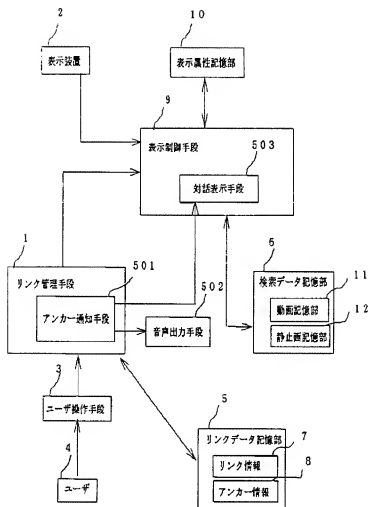 2
表示装置
10
表示属性記憶部
9
表示制御手段
503
対話表示手段
1
リンク管理手段
501
アンカー通知手段
502
音声出力手段
6
検索データ記憶部
11
動画記憶部
12
静止画記憶部
3
ユーザ操作手段
4
ユーザ
5
リンクデータ記憶部
7
リンク情報
8
アンカー情報